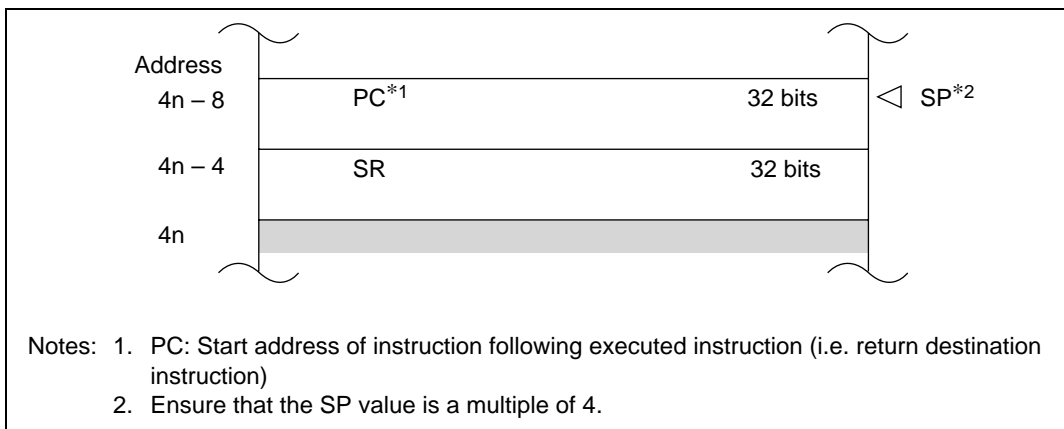 Address
4n – 8 PC*1 32 bits SP*2
4n – 4 SR 32 bits
4n
Notes: 1. PC: Start address of instruction following executed instruction (i.e. return destination
instruction)
2. Ensure that the SP value is a multiple of 4.